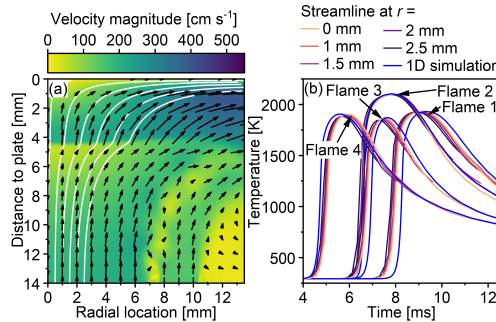 Velocity magnitude [cm s⁻¹]
0 100 200 300 400 500
(a)
Distance to plate [mm]
0
2
4
6
8
10
12
14
0 2 4 6 8 10 12
Radial location [mm]
Streamline at r =
0 mm
1 mm
1.5 mm
2 mm
2.5 mm
1D simulation
(b)
Flame 3
Flame 2
Flame 1
Flame 4
Temperature [K]
2000
1500
1000
500
4 6 8 10 12
Time [ms]